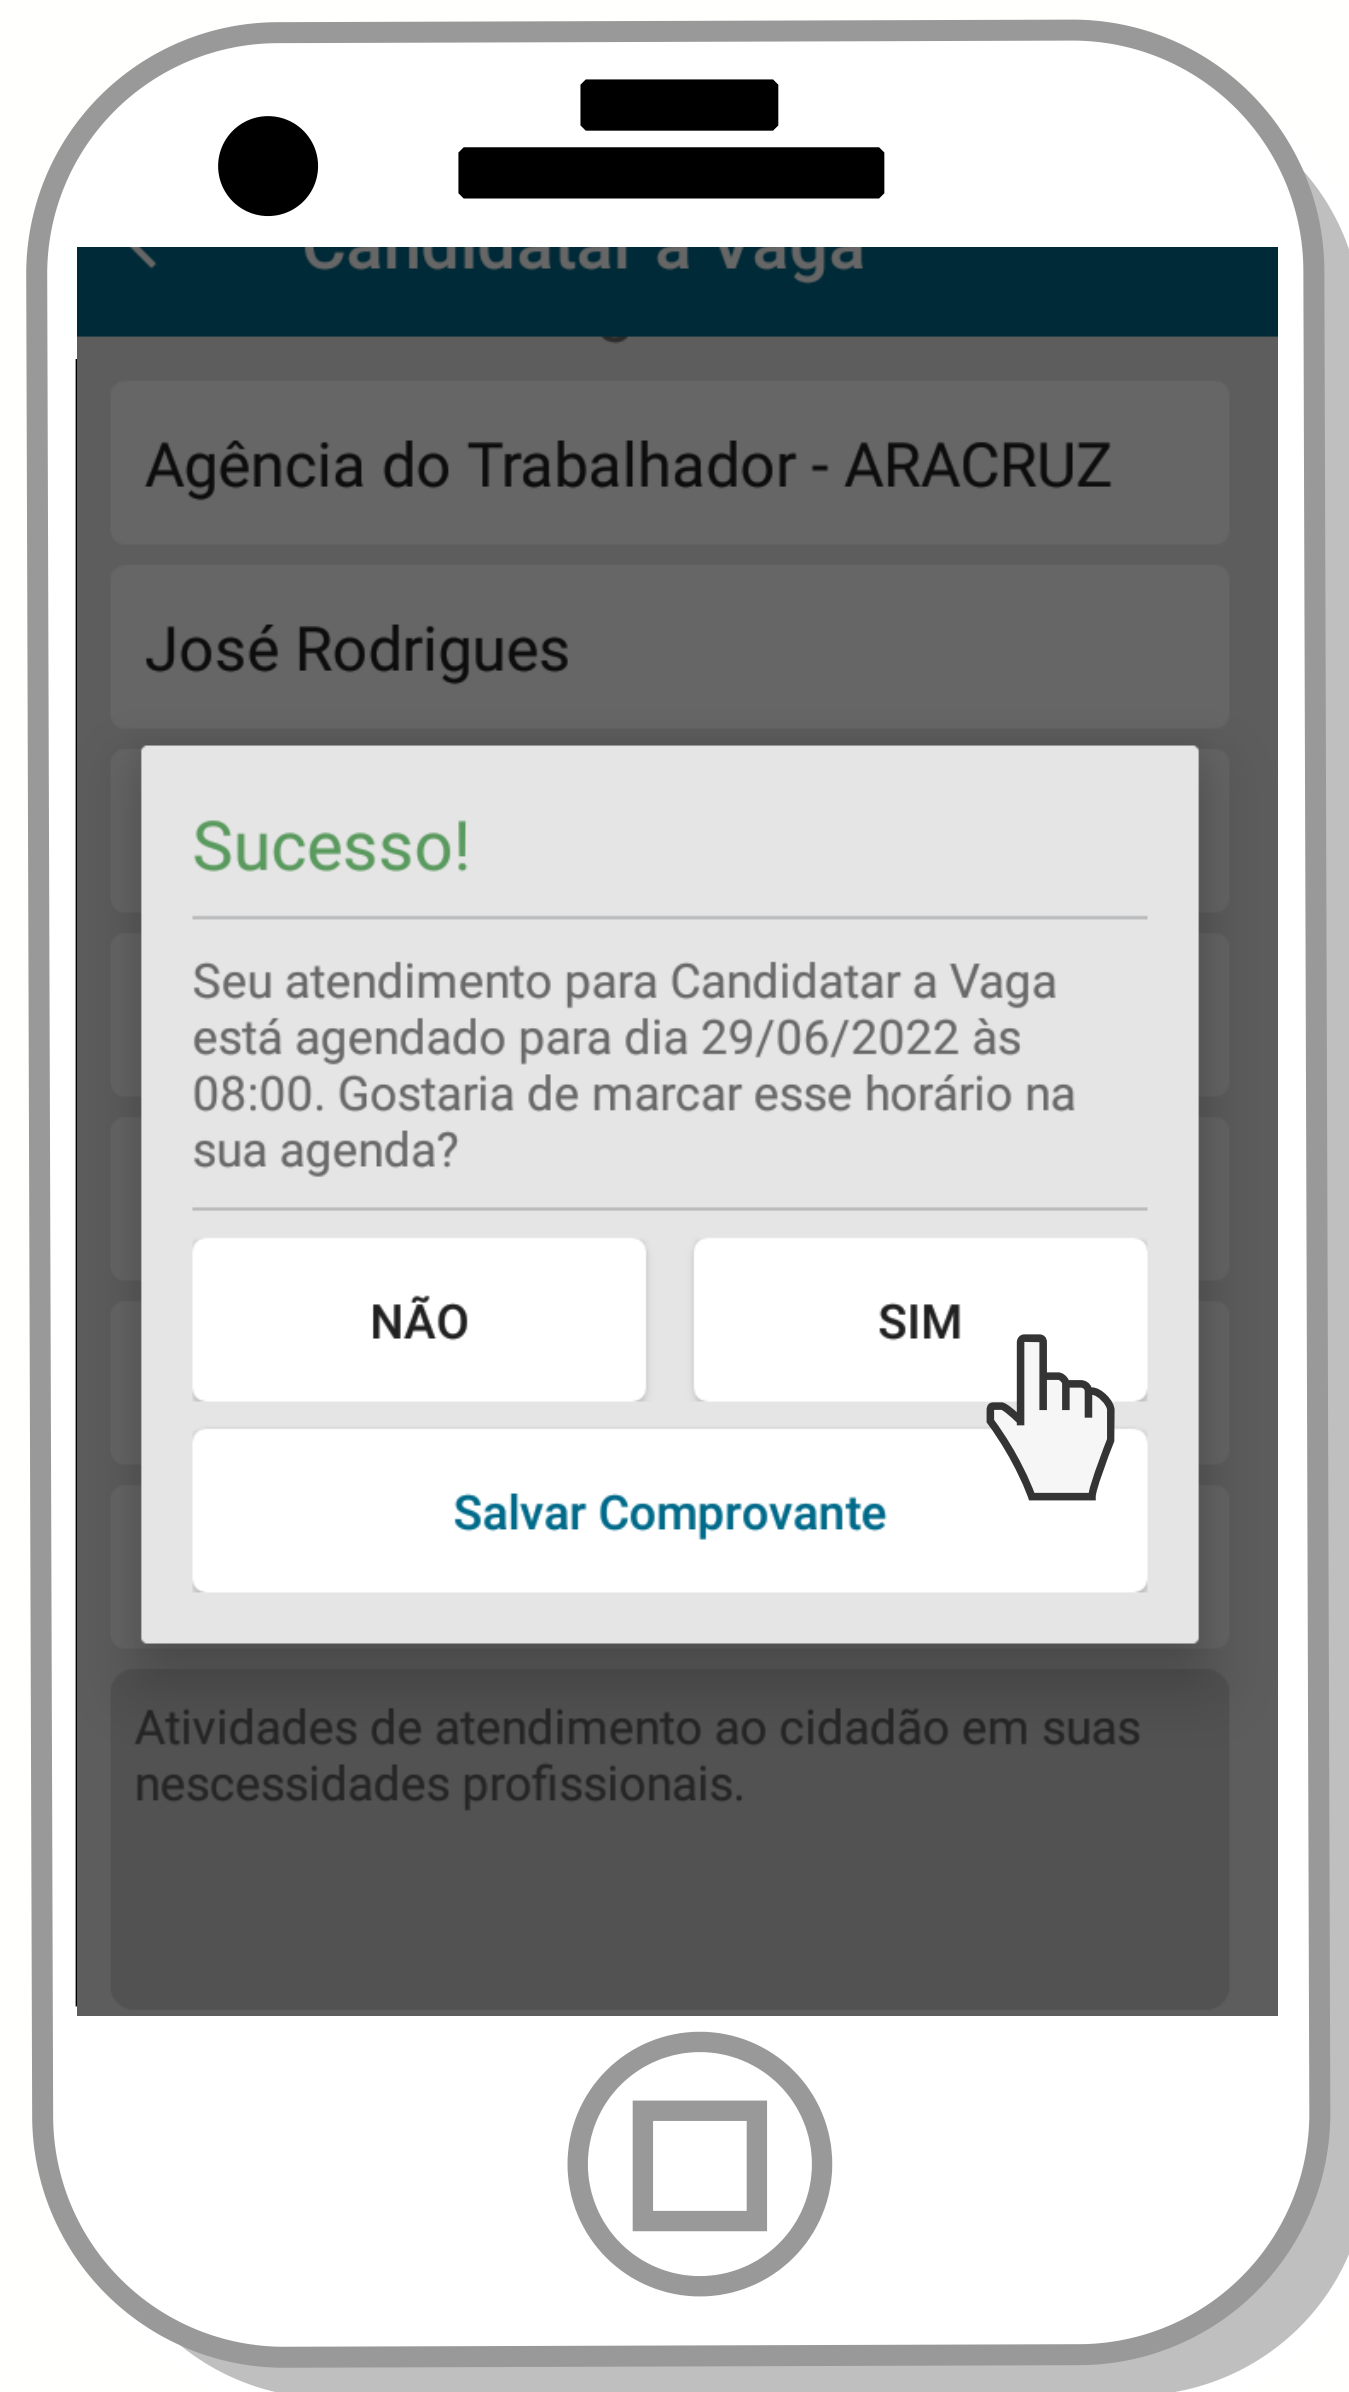 Candidatar a Vaga
Agência do Trabalhador - ARACRUZ
José Rodrigues
Sucesso!
Seu atendimento para Candidatar a Vaga
está agendado para dia 29/06/2022 às
08:00. Gostaria de marcar esse horário na
sua agenda?
NÃO
SIM
Salvar Comprovante
Atividades de atendimento ao cidadão em suas
nescessidades profissionais.